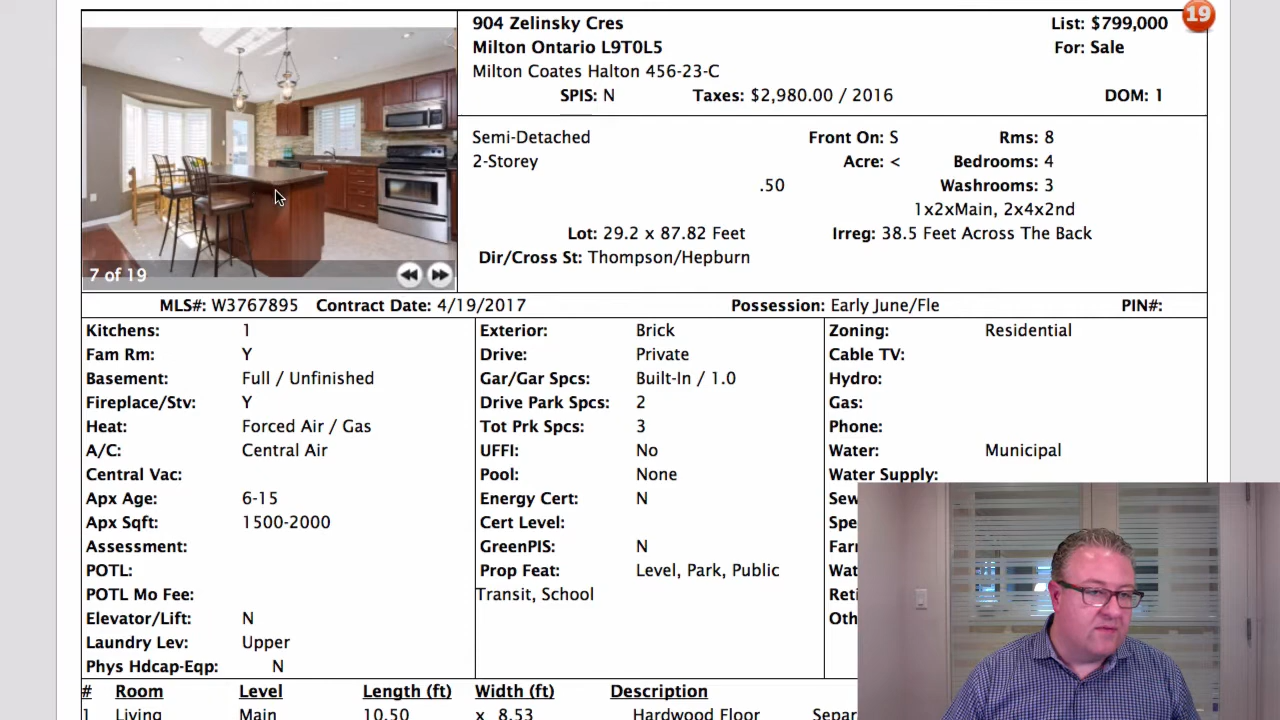 19
904 Zelinsky Cres List: $799,000
Milton Ontario L9T0L5 For: Sale
Milton Coates Halton 456-23-C
SPIS: N Taxes: $2,980.00 / 2016 DOM: 1
Semi-Detached Front On: S Rms: 8
2-Storey Acre: < Bedrooms: 4
.50 Washrooms: 3
1x2xMain, 2x4x2nd
Lot: 29.2 x 87.82 Feet Irreg: 38.5 Feet Across The Back
Dir/Cross St: Thompson/Hepburn
7 of 19
MLS#: W3767895 Contract Date: 4/19/2017 Possession: Early June/Fle PIN#:
Kitchens: 1 Exterior: Brick Zoning: Residential
Fam Rm: Y Drive: Private Cable TV:
Basement: Full / Unfinished Gar/Gar Spcs: Built-In / 1.0 Hydro:
Fireplace/Stv: Y Drive Park Spcs: 2 Gas:
Heat: Forced Air / Gas Tot Prk Spcs: 3 Phone:
A/C: Central Air UFFI: No Water: Municipal
Central Vac: Pool: None Water Supply:
Apx Age: 6-15 Energy Cert: N Sew
Apx Sqft: 1500-2000 Cert Level: Spe
Assessment: GreenPIS: N Farm
POTL: Prop Feat: Level, Park, Public Wat
POTL Mo Fee: Transit, School Reti
Elevator/Lift: N Oth
Laundry Lev: Upper
Phys Hdcap-Eqp: N
# Room Level Length (ft) Width (ft) Description
1 Living Main 10.50 x 8.53 Hardwood Floor Separ